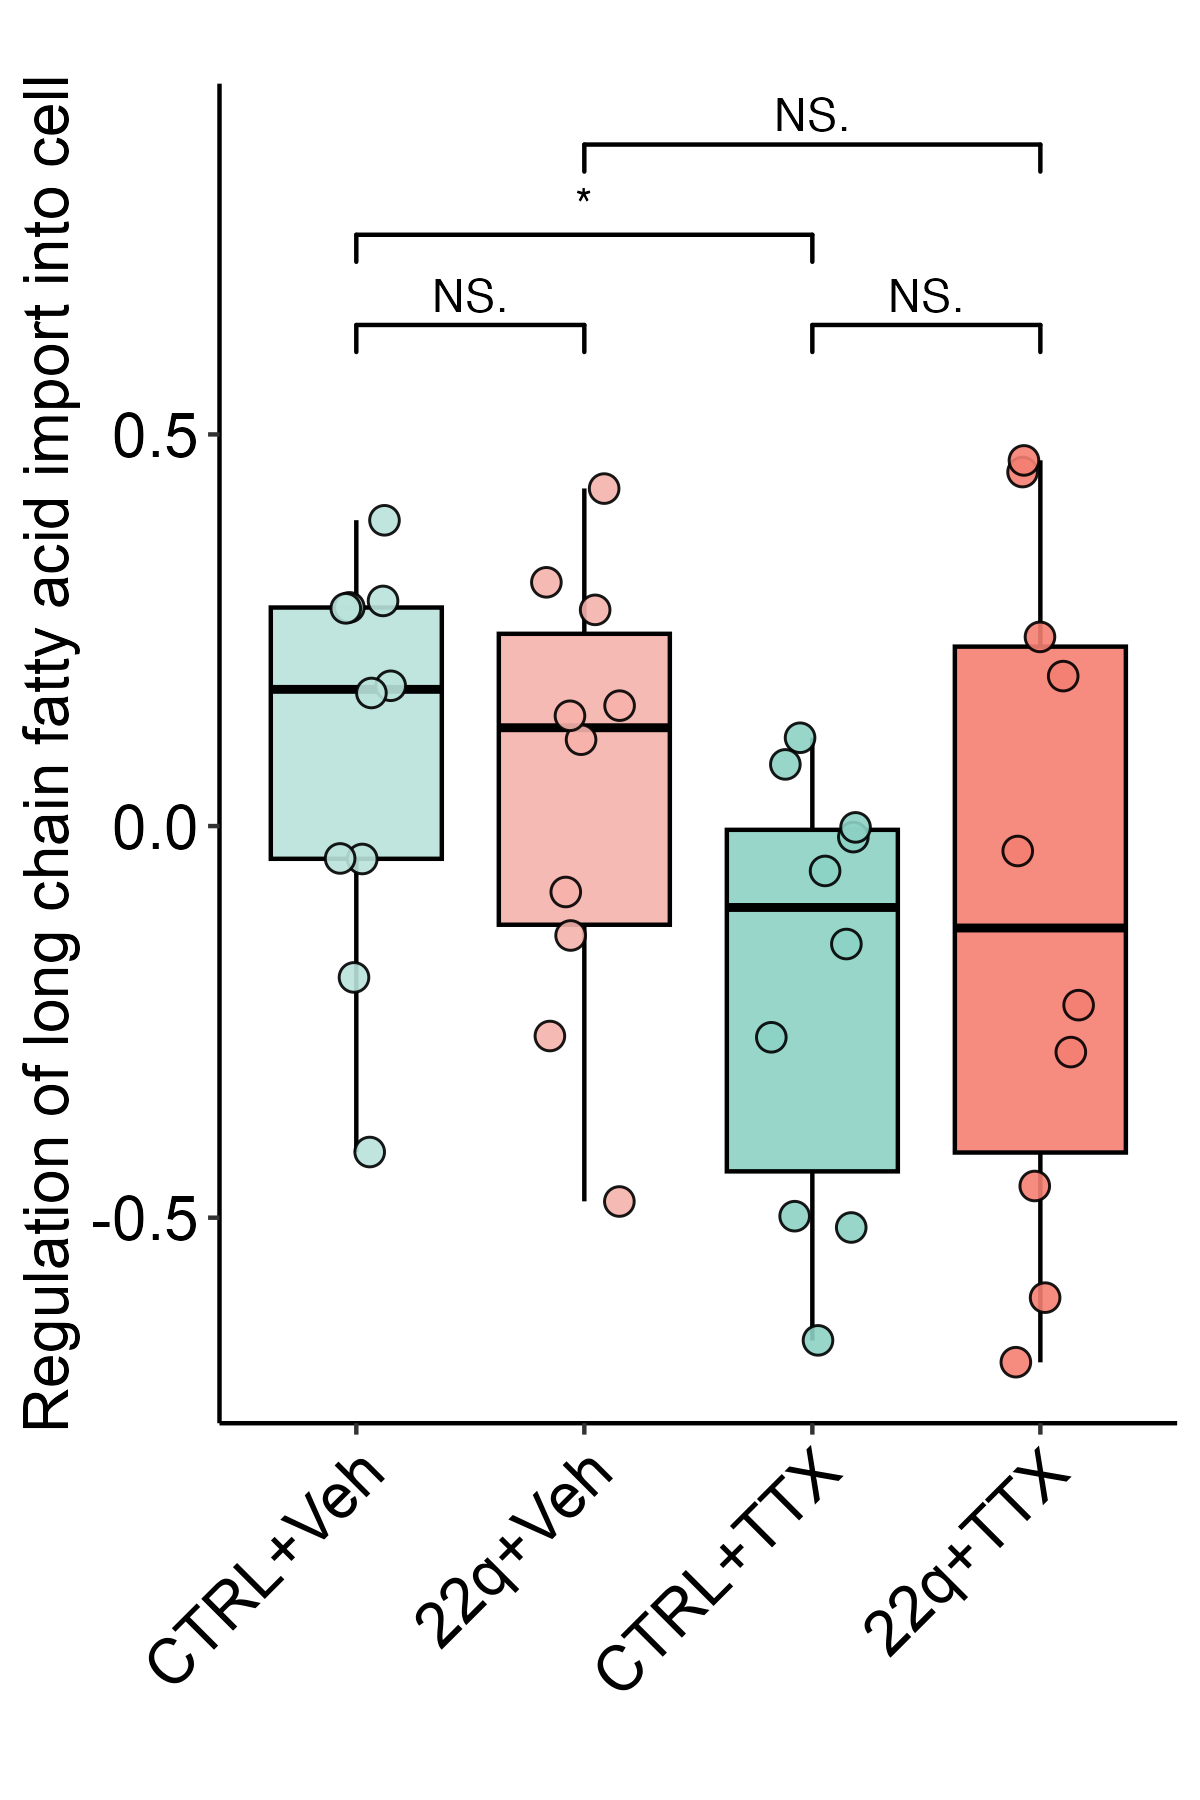 Regulation of long chain fatty acid import into cell
NS.
*
NS.
NS.
0.5
0.0
-0.5
CTRL+Veh
22q+Veh
CTRL+TTX
22q+TTX